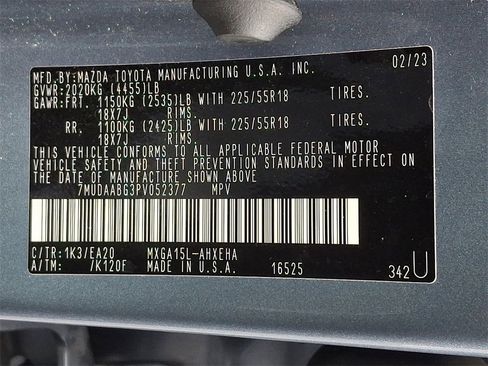 MFD.BY:MAZDA TOYOTA MANUFACTURING U.S.A. INC. 02/23
GVWR:2020KG (4455)LB
GAWR:FRT. 1150KG (2535)LB WITH 225/55R18 TIRES.
18X7J RIMS.
RR. 1100KG (2425)LB WITH 225/55R18 TIRES.
18X7J RIMS.
THIS VEHICLE CONFORMS TO ALL APPLICABLE FEDERAL MOTOR
VEHICLE SAFETY AND THEFT PREVENTION STANDARDS IN EFFECT ON
THE DATE OF MANUFACTURE SHOWN ABOVE
7MUDAABG3PV052377 MPV
C/TR:1K3/EA20 MXGA15L-AHXEHA
A/TM: /K120F MADE IN U.S.A. 16525 342U